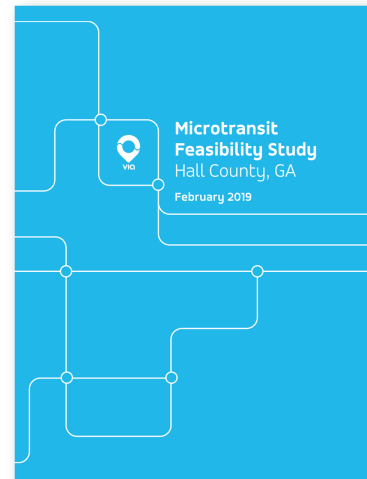 Microtransit
Feasibility Study
Hall County, GA
via
February 2019